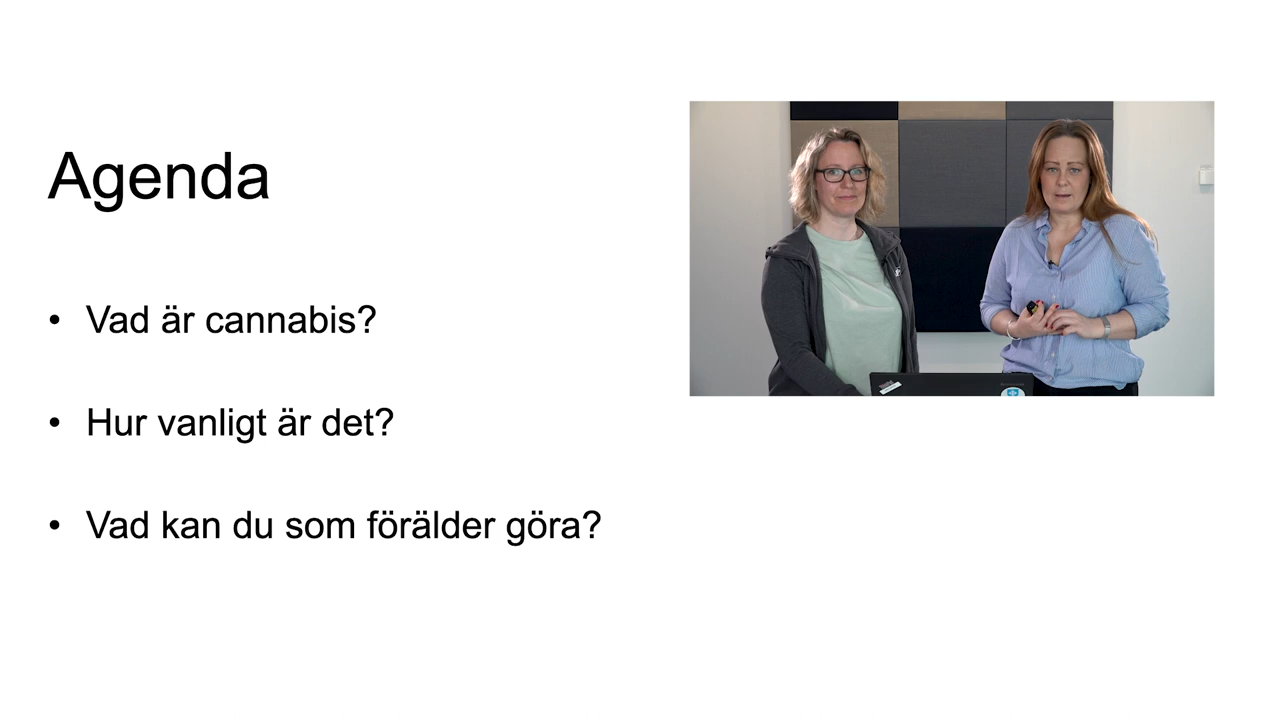 Agenda
• Vad är cannabis?
• Hur vanligt är det?
• Vad kan du som förälder göra?